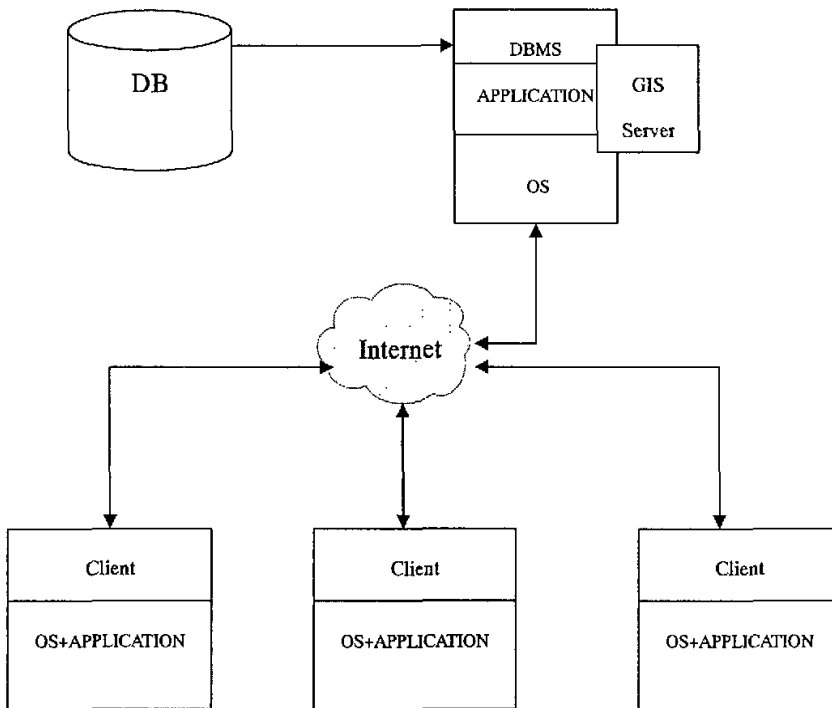 DB
DBMS
APPLICATION
OS
GIS
Server
Internet
Client
OS+APPLICATION
Client
OS+APPLICATION
Client
OS+APPLICATION